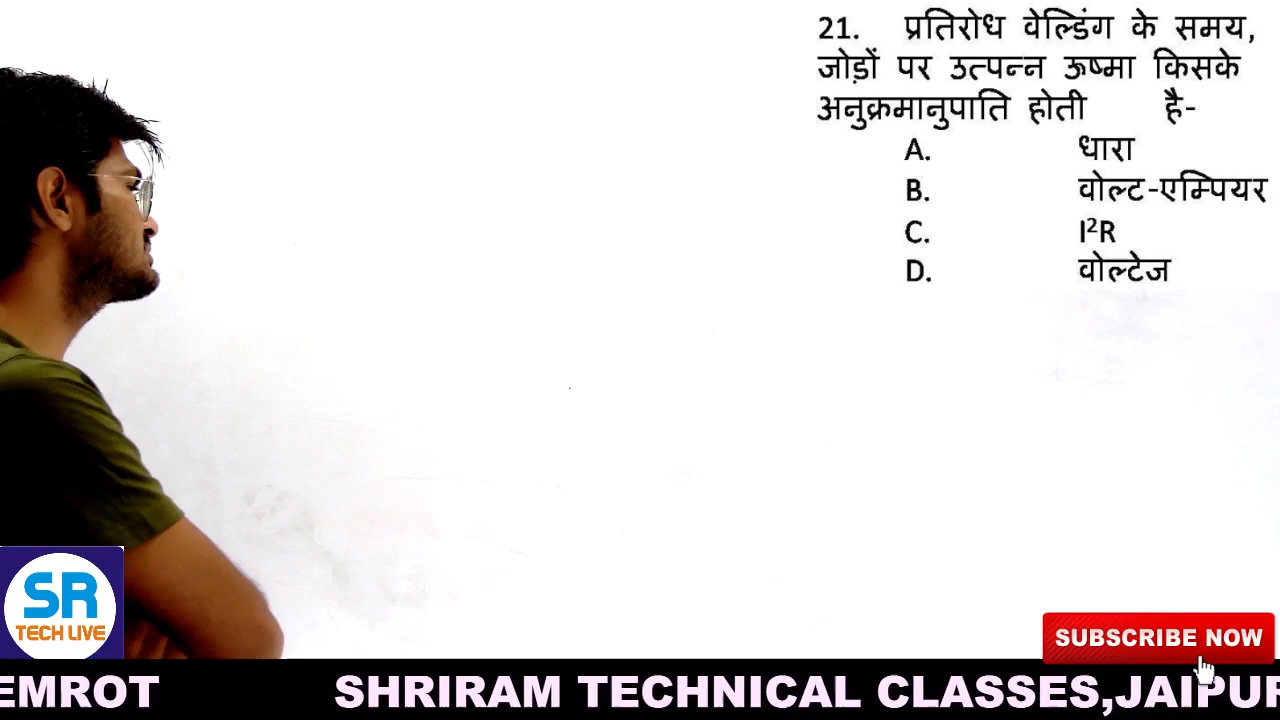 21. प्रतिरोध वेल्डिंग के समय,
जोड़ों पर उत्पन्न ऊष्मा किसके
अनुक्रमानुपाति होती है-
A. धारा
B. वोल्ट-एम्पियर
C. I²R
D. वोल्टेज
SR
TECH LIVE
SUBSCRIBE NOW
EMROT SHRIRAM TECHNICAL CLASSES,JAIPUR